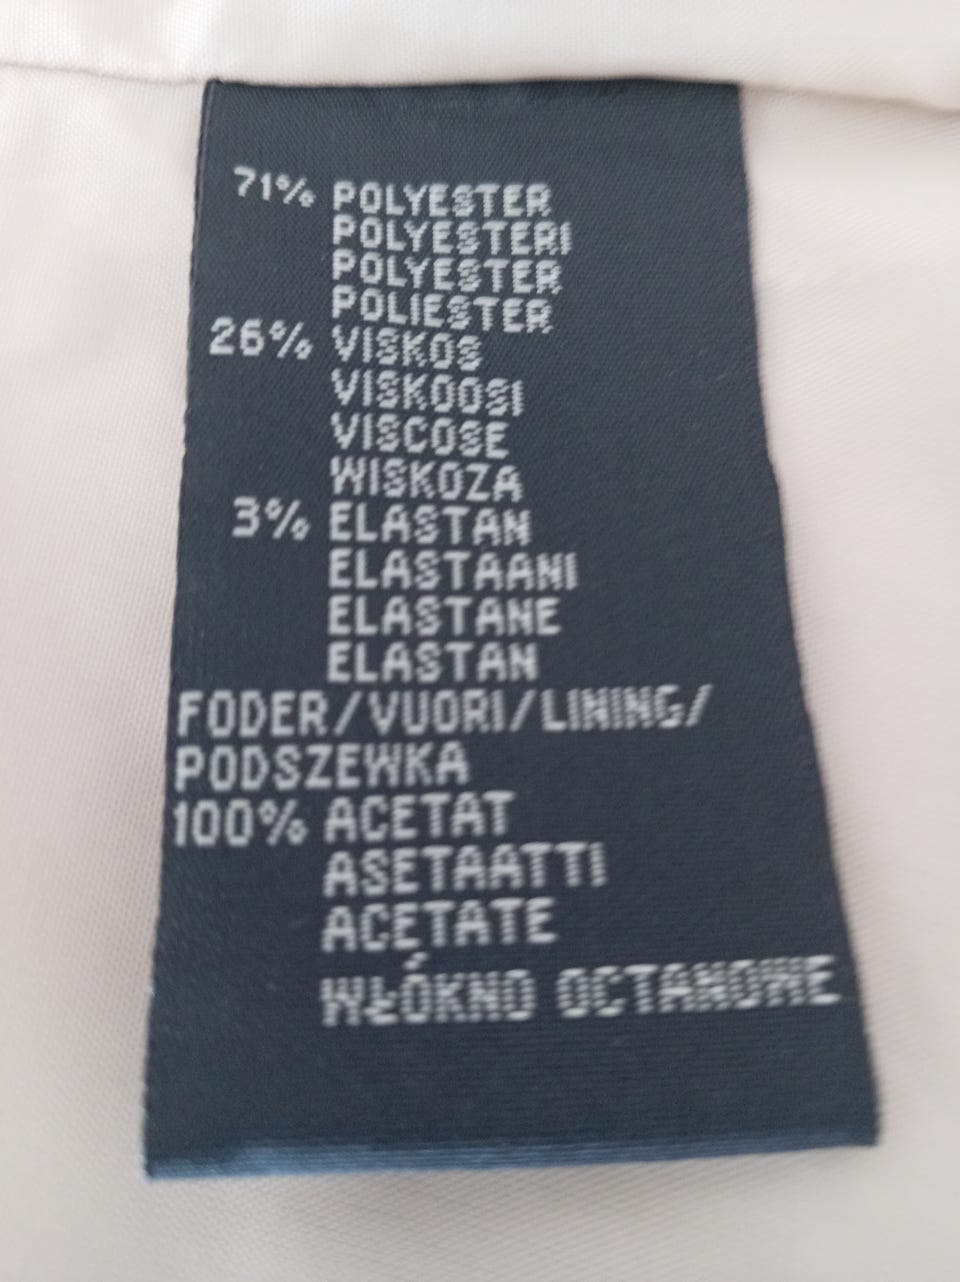 71% POLYESTER
POLYESTERI
POLYESTER
POLIESTER
26% VISKOS
VISKOOSI
VISCOSE
WISKOZA
3% ELASTAN
ELASTAANI
ELASTANE
ELASTAN
FODER/VUORI/LINING/
PODSZEWKA
100% ACETAT
ASETAATTI
ACETATE
WŁÓKNO OCTANOWE